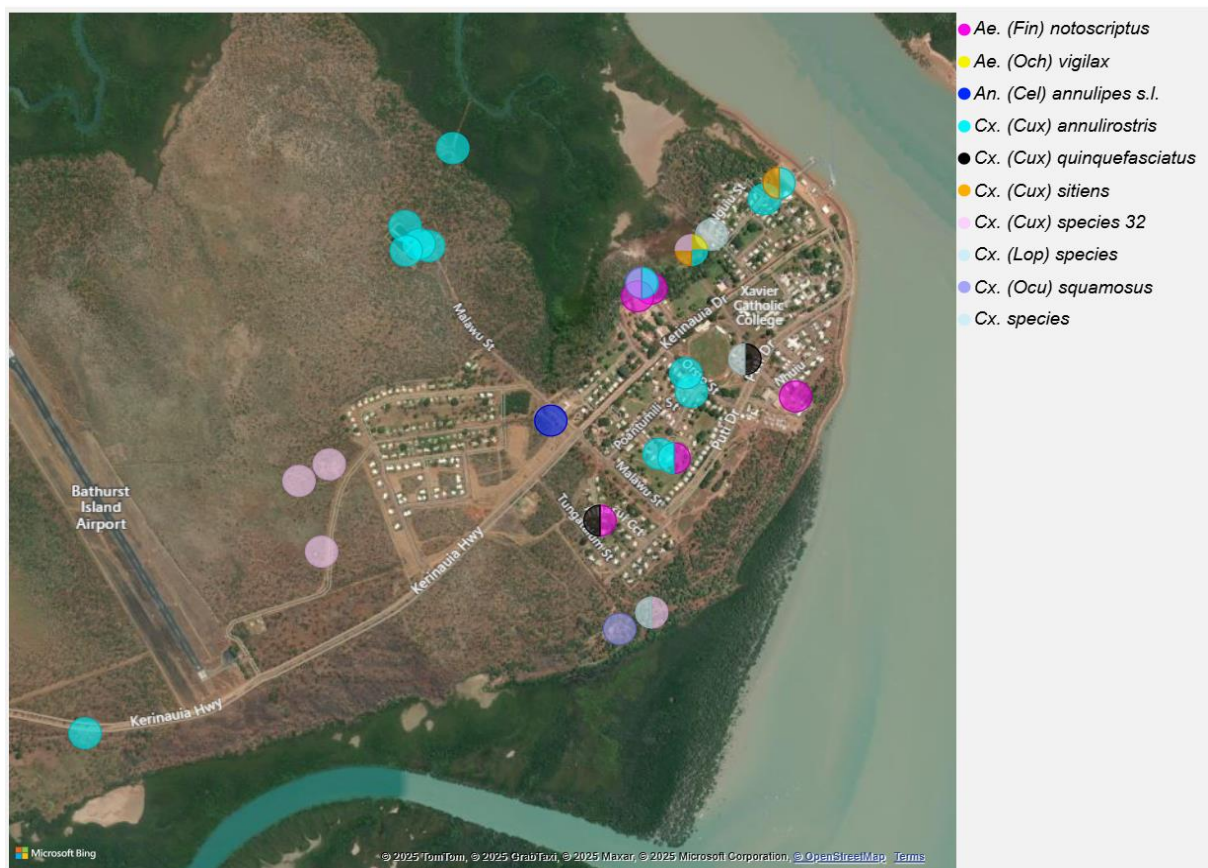 Ae. (Fin) notoscriptus
Ae. (Och) vigilax
An. (Cel) annulipes s.l.
Cx. (Cux) annulirostris
Cx. (Cux) quinquefasciatus
Cx. (Cux) sitiens
Cx. (Cux) species 32
Cx. (Lop) species
Cx. (Ocu) squamosus
Cx. species
Xavier
Catholic
College
Kerinauia Dr
Malawu St
Puti Dr
Malawu St
Bathurst
Island
Airport
Kerinauia Hwy
Kerinauia Hwy
Microsoft Bing
© 2025 TomTom, © 2025 GrabTaxi, © 2025 Maxar, © 2025 Microsoft Corporation, © OpenStreetMap Terms